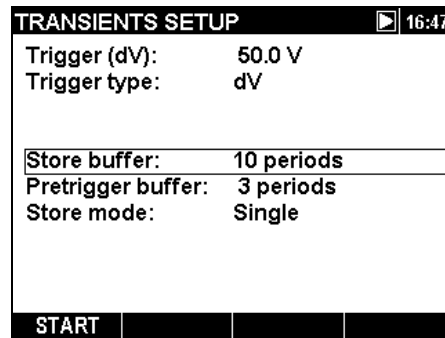 TRANSIENTS SETUP 16:47
Trigger (dV): 50.0 V
Trigger type: dV
Store buffer: 10 periods
Pretrigger buffer: 3 periods
Store mode: Single
START